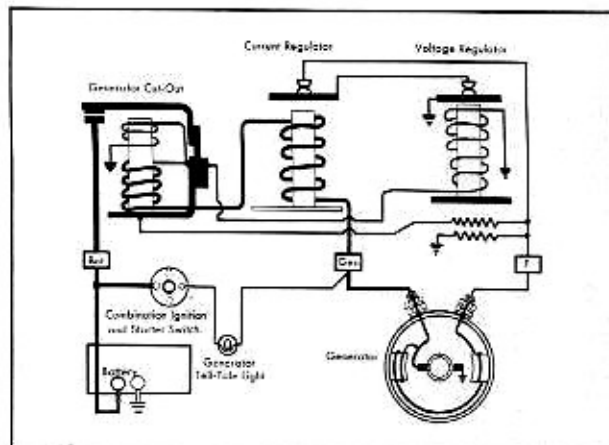 Current Regulator
Voltage Regulator
Generator Cut-Out
Bat
Gen
F
Combination Ignition
and Starter Switch
Generator
Tell-Tale Light
Generator
Battery